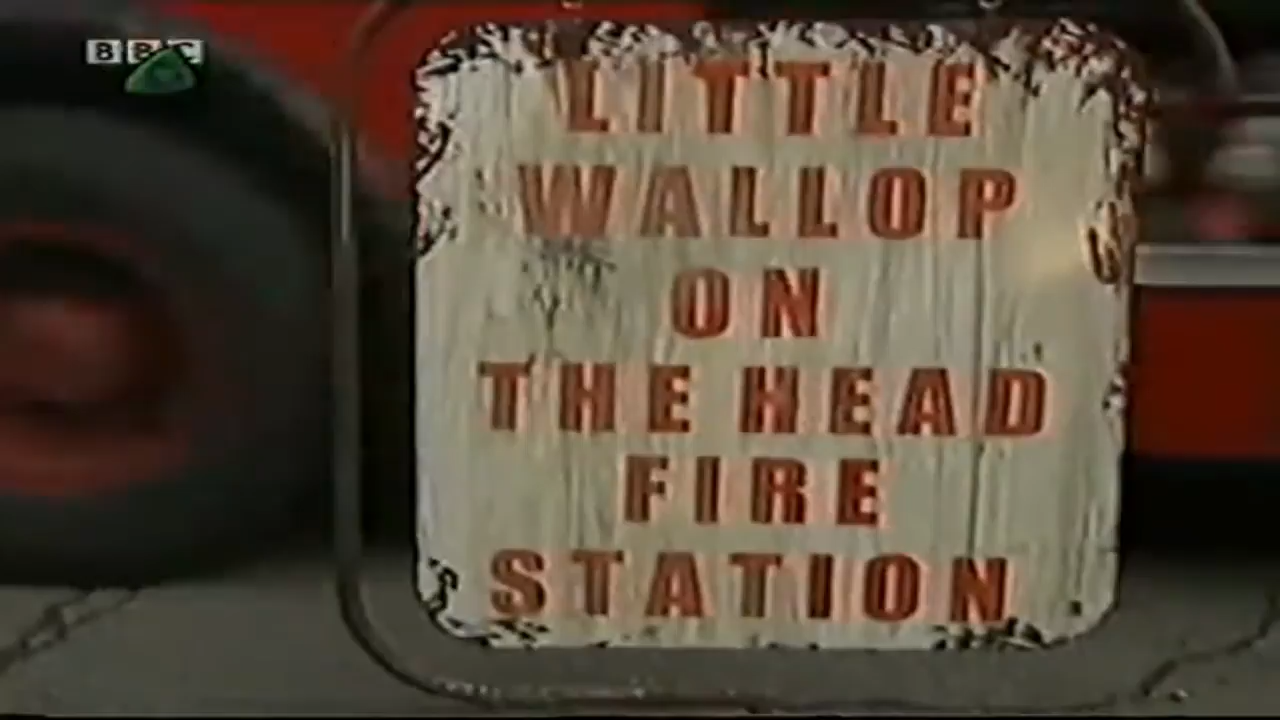 BBC
LITTLE
WALLOP
ON
THE HEAD
FIRE
STATION